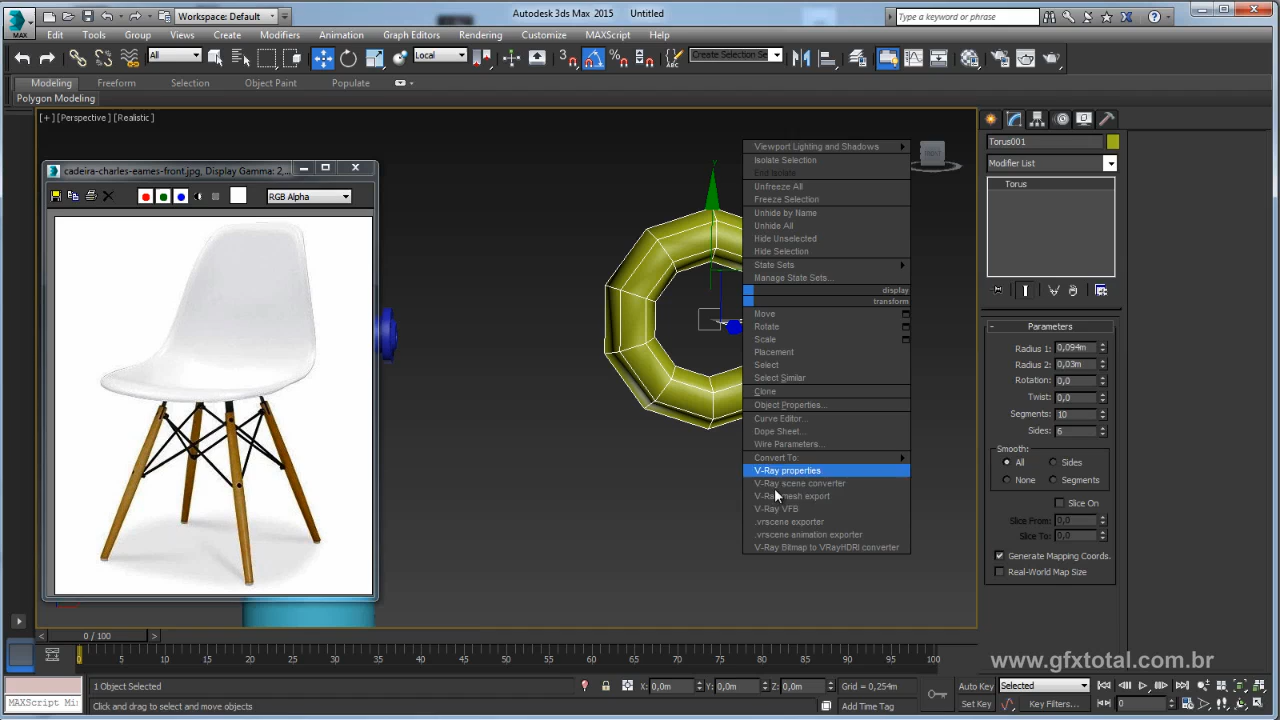 Workspace: Default
Autodesk 3ds Max 2015
Untitled
Type a keyword or phrase
MAX
Edit
Tools
Group
Views
Create
Modifiers
Animation
Graph Editors
Rendering
Customize
MAXScript
Help
All
Local
Create Selection Se
Modeling
Freeform
Selection
Object Paint
Populate
Polygon Modeling
[ + ] [Perspective ] [Realistic ]
cadeira-charles-eames-front.jpg, Display Gamma: 2,...
RGB Alpha
Y
Viewport Lighting and Shadows
Isolate Selection
End Isolate
Unfreeze All
Freeze Selection
Unhide by Name
Unhide All
Hide Unselected
Hide Selection
State Sets
Manage State Sets...
display
transform
Move
Rotate
Scale
Placement
Select
Select Similar
Clone
Object Properties...
Curve Editor...
Dope Sheet...
Wire Parameters...
Convert To:
V-Ray properties
V-Ray scene converter
V-Ray mesh export
V-Ray VFB
.vrscene exporter
.vrscene animation exporter
V-Ray Bitmap to VRayHDRI converter
FRONT
Torus001
Modifier List
Torus
- Parameters
Radius 1: 0,094m
Radius 2: 0,03m
Rotation: 0,0
Twist: 0,0
Segments: 10
Sides: 6
Smooth:
All Sides
None Segments
Slice On
Slice From: 0,0
Slice To: 0,0
Generate Mapping Coords.
Real-World Map Size
< 0 / 100 >
0 5 10 15 20 25 30 35 40 45 50 55 60 65 70 75 80 85 90 95 100
www.gfxtotal.com.br
1 Object Selected
X: 0,0m
Y: 0,0m
Z: 0,0m
Grid = 0,254m
Auto Key
Selected
MAXScript Mi
Click and drag to select and move objects
Add Time Tag
Set Key
Key Filters...
0